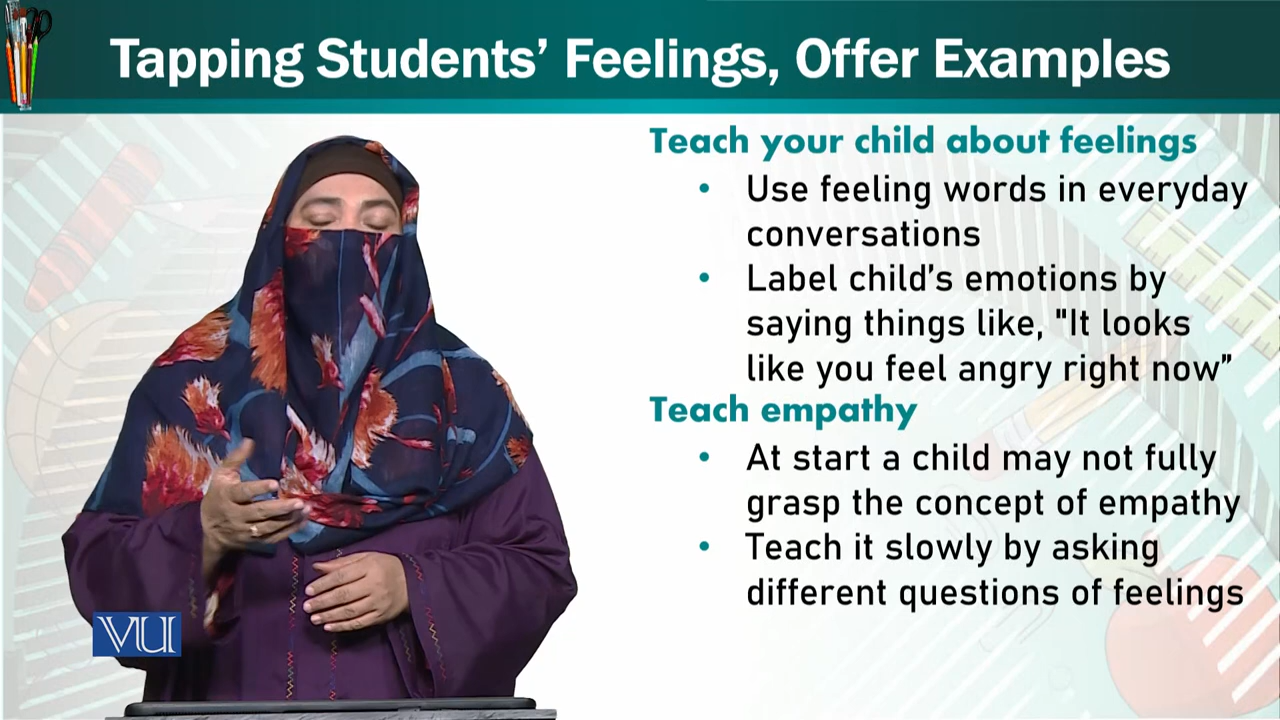 Tapping Students’ Feelings, Offer Examples
Teach your child about feelings
• Use feeling words in everyday
conversations
• Label child’s emotions by
saying things like, "It looks
like you feel angry right now”
Teach empathy
• At start a child may not fully
grasp the concept of empathy
• Teach it slowly by asking
different questions of feelings
VU